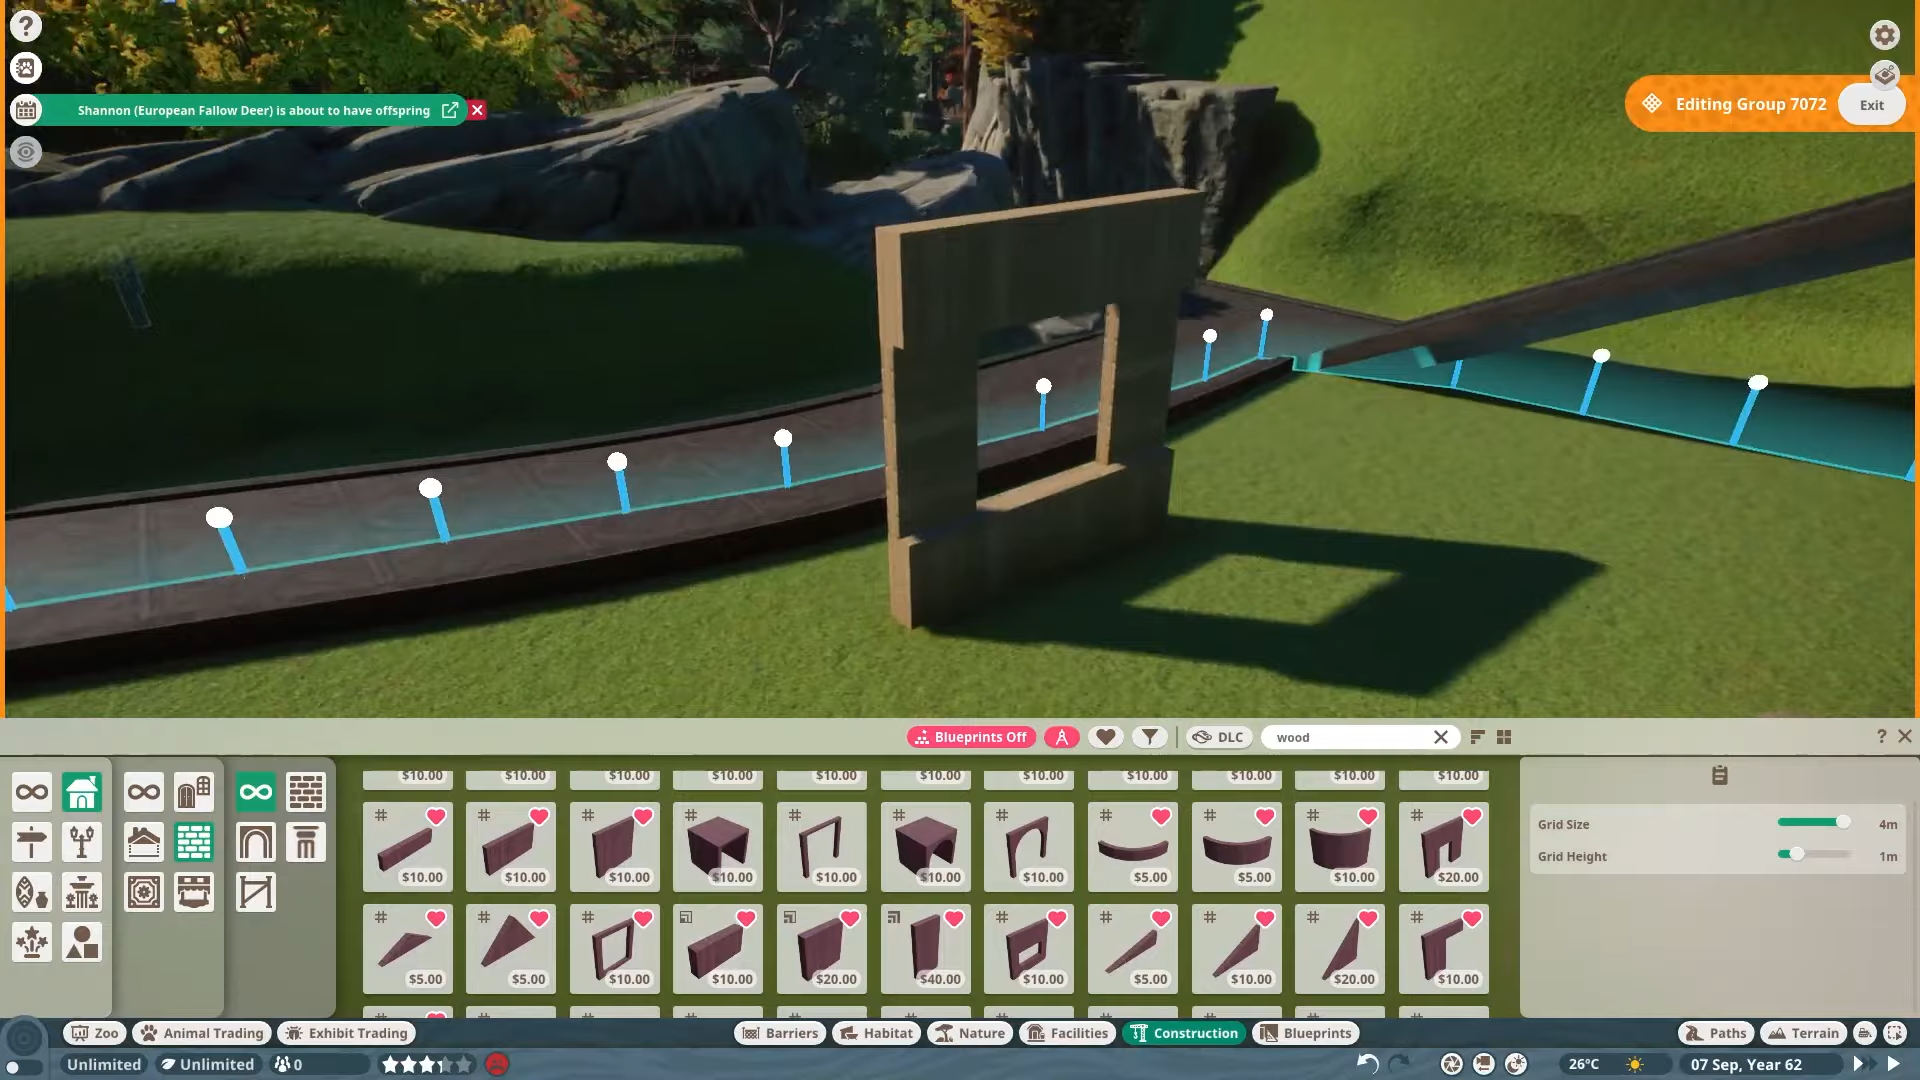 ?
Shannon (European Fallow Deer) is about to have offspring
Editing Group 7072
Exit
Blueprints Off
DLC
wood
?
$10.00 $10.00 $10.00 $10.00 $10.00 $10.00 $10.00 $10.00 $10.00 $10.00 $10.00
$10.00 $10.00 $10.00 $10.00 $10.00 $10.00 $10.00 $5.00 $5.00 $10.00 $20.00
$5.00 $5.00 $10.00 $10.00 $20.00 $40.00 $10.00 $5.00 $10.00 $20.00 $10.00
Grid Size 4m
Grid Height 1m
Zoo Animal Trading Exhibit Trading Barriers Habitat Nature Facilities Construction Blueprints Paths Terrain
Unlimited Unlimited 0 26°C 07 Sep, Year 62